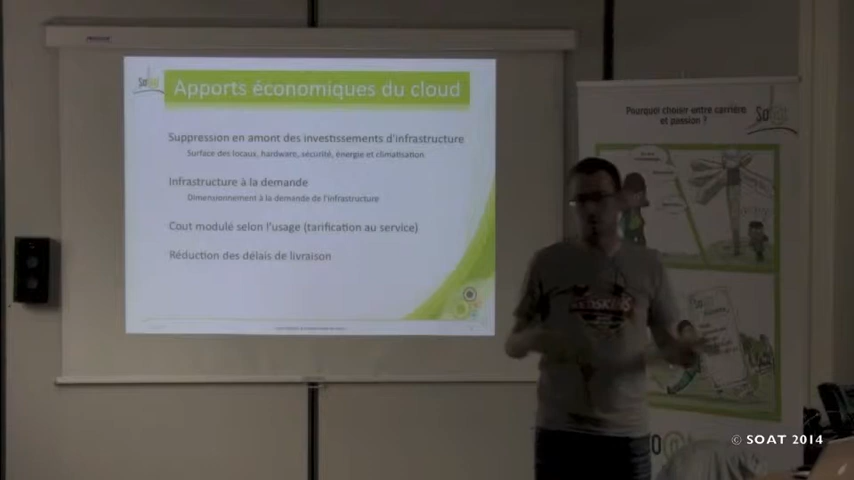 Apports économiques du cloud
Suppression en amont des investissements d'infrastructure
Surface des locaux, hardware, sécurité, énergie et climatisation
Infrastructure à la demande
Dimensionnement à la demande de l'infrastructure
Cout modulé selon l'usage (tarification au service)
Réduction des délais de livraison
Pourquoi choisir entre carrière
et passion ?
© SOAT 2014